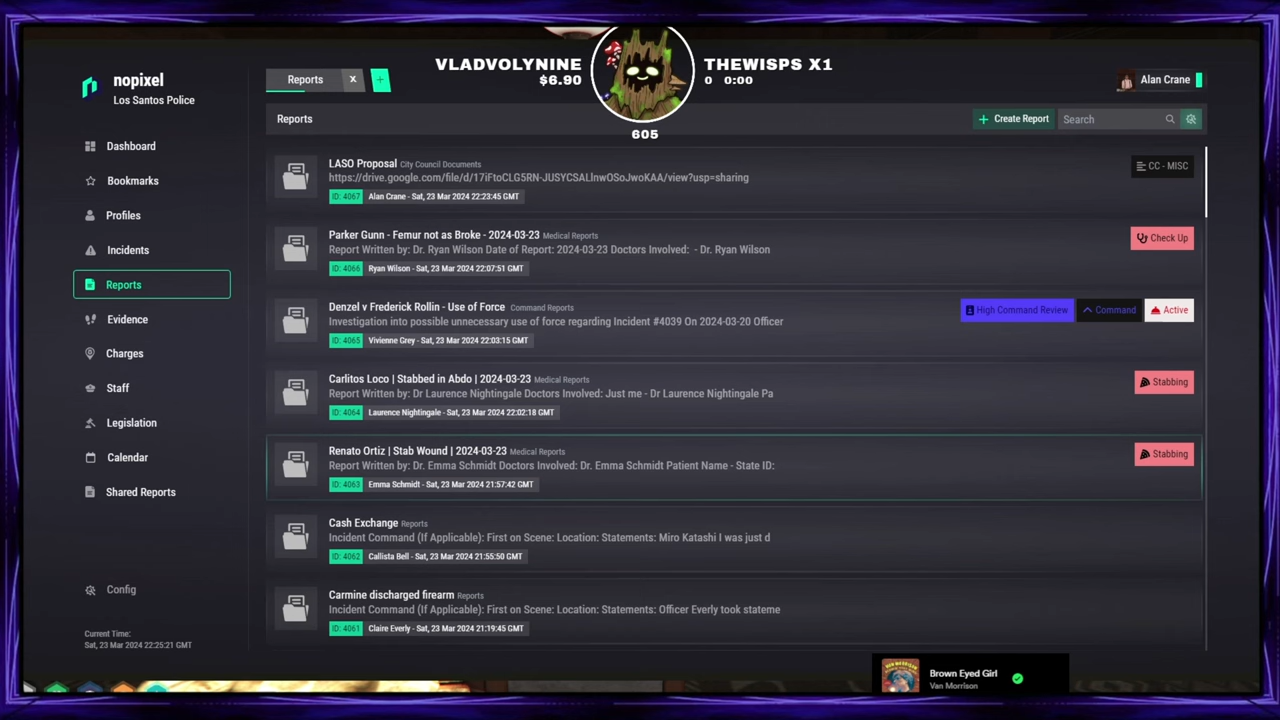 VLADVOLYNINE
$6.90
THEWISPS X1
0 0:00
605
nopixel
Los Santos Police
Reports x +
Alan Crane
Reports
+ Create Report
Search
Dashboard
Bookmarks
Profiles
Incidents
Reports
Evidence
Charges
Staff
Legislation
Calendar
Shared Reports
Config
Current Time:
Sat, 23 Mar 2024 22:25:21 GMT
LASO Proposal City Council Documents
https://drive.google.com/file/d/17iFtoCLG5RN-JUSYCSALlnwOSoJwoKAA/view?usp=sharing
ID: 4067 Alan Crane - Sat, 23 Mar 2024 22:23:45 GMT
CC - MISC
Parker Gunn - Femur not as Broke - 2024-03-23 Medical Reports
Report Written by: Dr. Ryan Wilson Date of Report: 2024-03-23 Doctors Involved: - Dr. Ryan Wilson
ID: 4066 Ryan Wilson - Sat, 23 Mar 2024 22:07:51 GMT
Check Up
Denzel v Frederick Rollin - Use of Force Command Reports
Investigation into possible unnecessary use of force regarding Incident #4039 On 2024-03-20 Officer
ID: 4065 Vivienne Grey - Sat, 23 Mar 2024 22:03:15 GMT
High Command Review Command Active
Carlitos Loco | Stabbed in Abdo | 2024-03-23 Medical Reports
Report Written by: Dr Laurence Nightingale Doctors Involved: Just me - Dr Laurence Nightingale Pa
ID: 4064 Laurence Nightingale - Sat, 23 Mar 2024 22:02:18 GMT
Stabbing
Renato Ortiz | Stab Wound | 2024-03-23 Medical Reports
Report Written by: Dr. Emma Schmidt Doctors Involved: Dr. Emma Schmidt Patient Name - State ID:
ID: 4063 Emma Schmidt - Sat, 23 Mar 2024 21:57:42 GMT
Stabbing
Cash Exchange Reports
Incident Command (If Applicable): First on Scene: Location: Statements: Miro Katashi I was just d
ID: 4062 Callista Bell - Sat, 23 Mar 2024 21:55:50 GMT
Carmine discharged firearm Reports
Incident Command (If Applicable): First on Scene: Location: Statements: Officer Everly took stateme
ID: 4061 Claire Everly - Sat, 23 Mar 2024 21:19:45 GMT
Brown Eyed Girl
Van Morrison